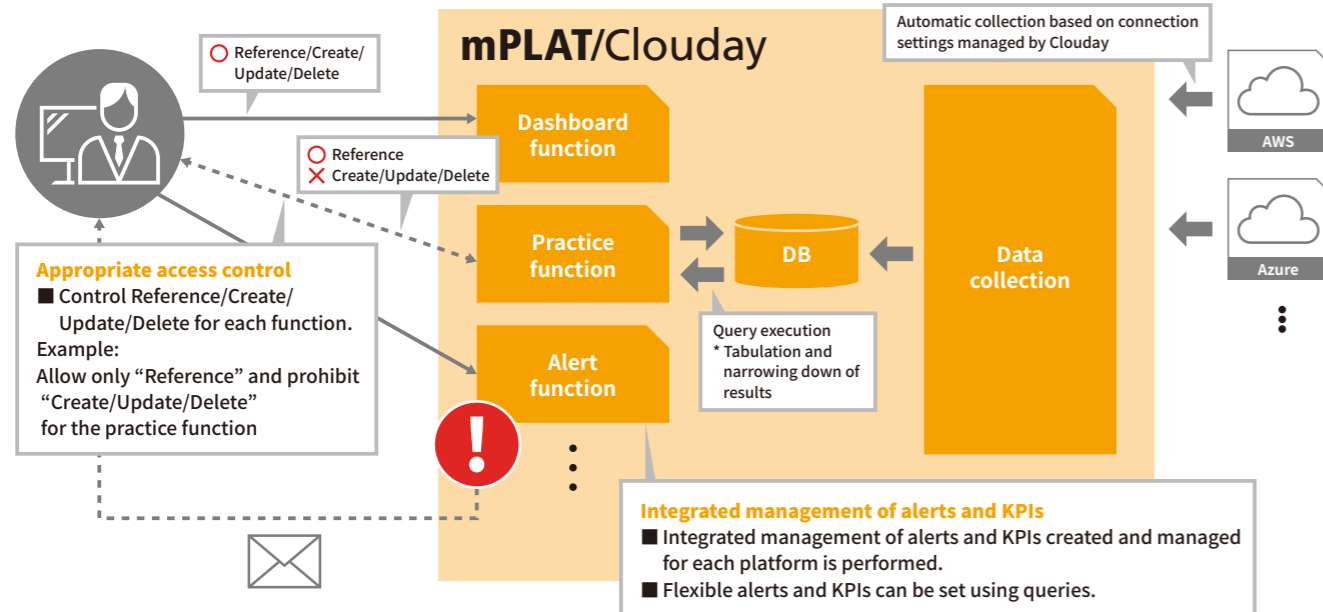 Reference/Create/
Update/Delete
mPLAT/Clouday
Automatic collection based on connection
settings managed by Clouday
AWS
Azure
Dashboard
function
Reference
Create/Update/Delete
Practice
function
DB
Data
collection
Appropriate access control
■ Control Reference/Create/
Update/Delete for each function.
Example:
Allow only “Reference” and prohibit
“Create/Update/Delete”
for the practice function
Query execution
* Tabulation and
narrowing down of
results
Alert
function
!
Integrated management of alerts and KPIs
■ Integrated management of alerts and KPIs created and managed
for each platform is performed.
■ Flexible alerts and KPIs can be set using queries.